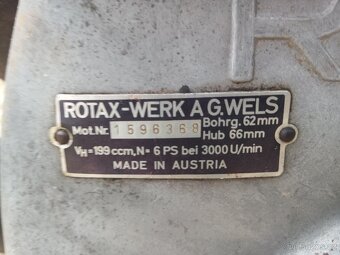 ROTAX-WERK A.G.WELS
Mot.Nr. 1596368 Bohrg. 62mm
Hub 66mm
VH=199 ccm, N= 6 PS bei 3000 U/min
MADE IN AUSTRIA